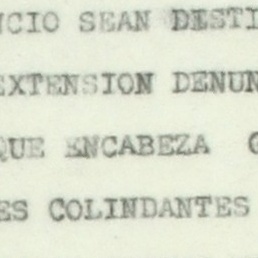 NCIO SEAN DESTI
EXTENSION DENUN
QUE ENCABEZA
ES COLINDANTES